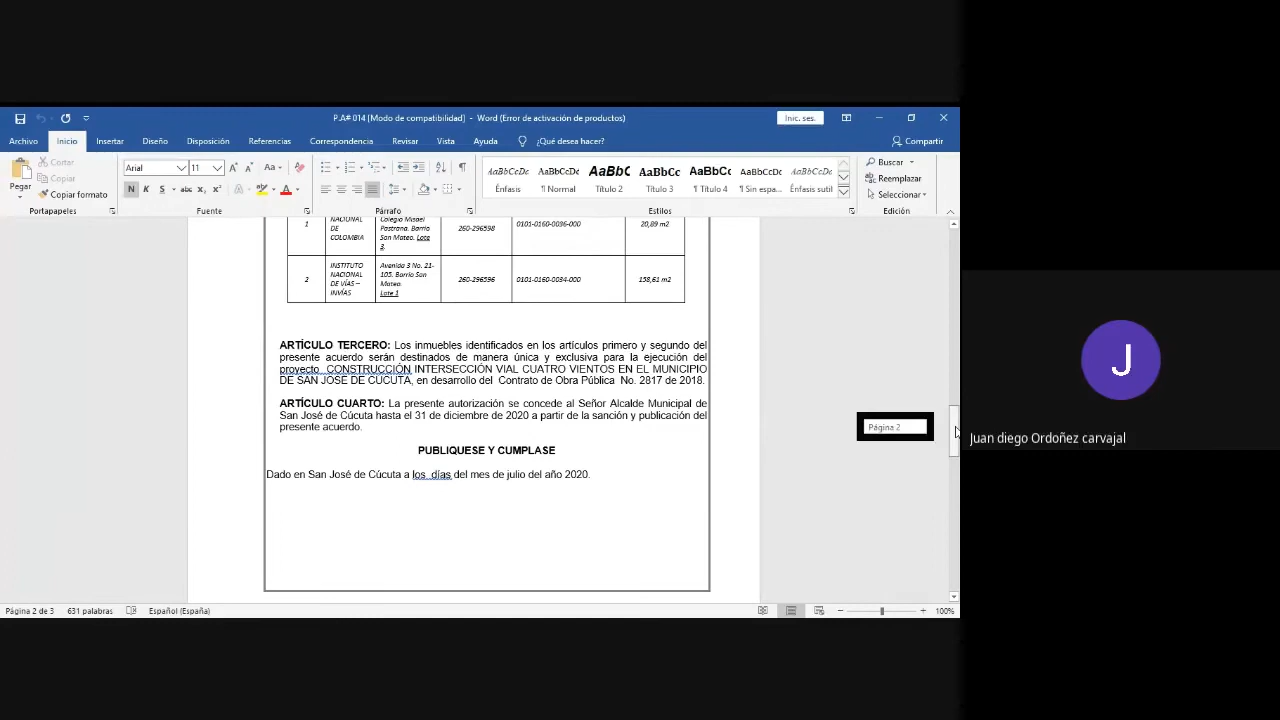 P.A# 014 [Modo de compatibilidad] - Word (Error de activación de productos)
Inic. ses.
Archivo Inicio Insertar Diseño Disposición Referencias Correspondencia Revisar Vista Ayuda ¿Qué desea hacer? Compartir
Pegar
Cortar
Copiar
Copiar formato
Portapapeles
Arial 11
N K S abc x₂ x²
Fuente
Párrafo
AaBbCcDc AaBbCcDc AaBbC AaBbCc AaBbCc AaBbCcDc AaBbCcDc
Énfasis ¶ Normal Título 2 Título 3 ¶ Título 4 ¶ Sin espa... Énfasis sutil
Estilos
Buscar
Reemplazar
Seleccionar
Edición
1
NACIONAL
DE
COLOMBIA
Colegio Misael
Pastrana. Barrio
San Mateo. Lote
3.
260-296598
0101-0160-0036-000
20,89 m2
2
INSTITUTO
NACIONAL
DE VÍAS –
INVÍAS
Avenida 3 No. 21-
105. Barrio San
Mateo.
Lote 1
260-296596
0101-0160-0034-000
158,61 m2
ARTÍCULO TERCERO: Los inmuebles identificados en los artículos primero y segundo del
presente acuerdo serán destinados de manera única y exclusiva para la ejecución del
proyecto CONSTRUCCIÓN INTERSECCIÓN VIAL CUATRO VIENTOS EN EL MUNICIPIO
DE SAN JOSE DE CÚCUTA, en desarrollo del Contrato de Obra Pública No. 2817 de 2018.
ARTÍCULO CUARTO: La presente autorización se concede al Señor Alcalde Municipal de
San José de Cúcuta hasta el 31 de diciembre de 2020 a partir de la sanción y publicación del
presente acuerdo.
PUBLIQUESE Y CUMPLASE
Dado en San José de Cúcuta a los días del mes de julio del año 2020.
Página 2
Página 2 de 3 631 palabras Español (España) 100%
J
Juan diego Ordoñez carvajal